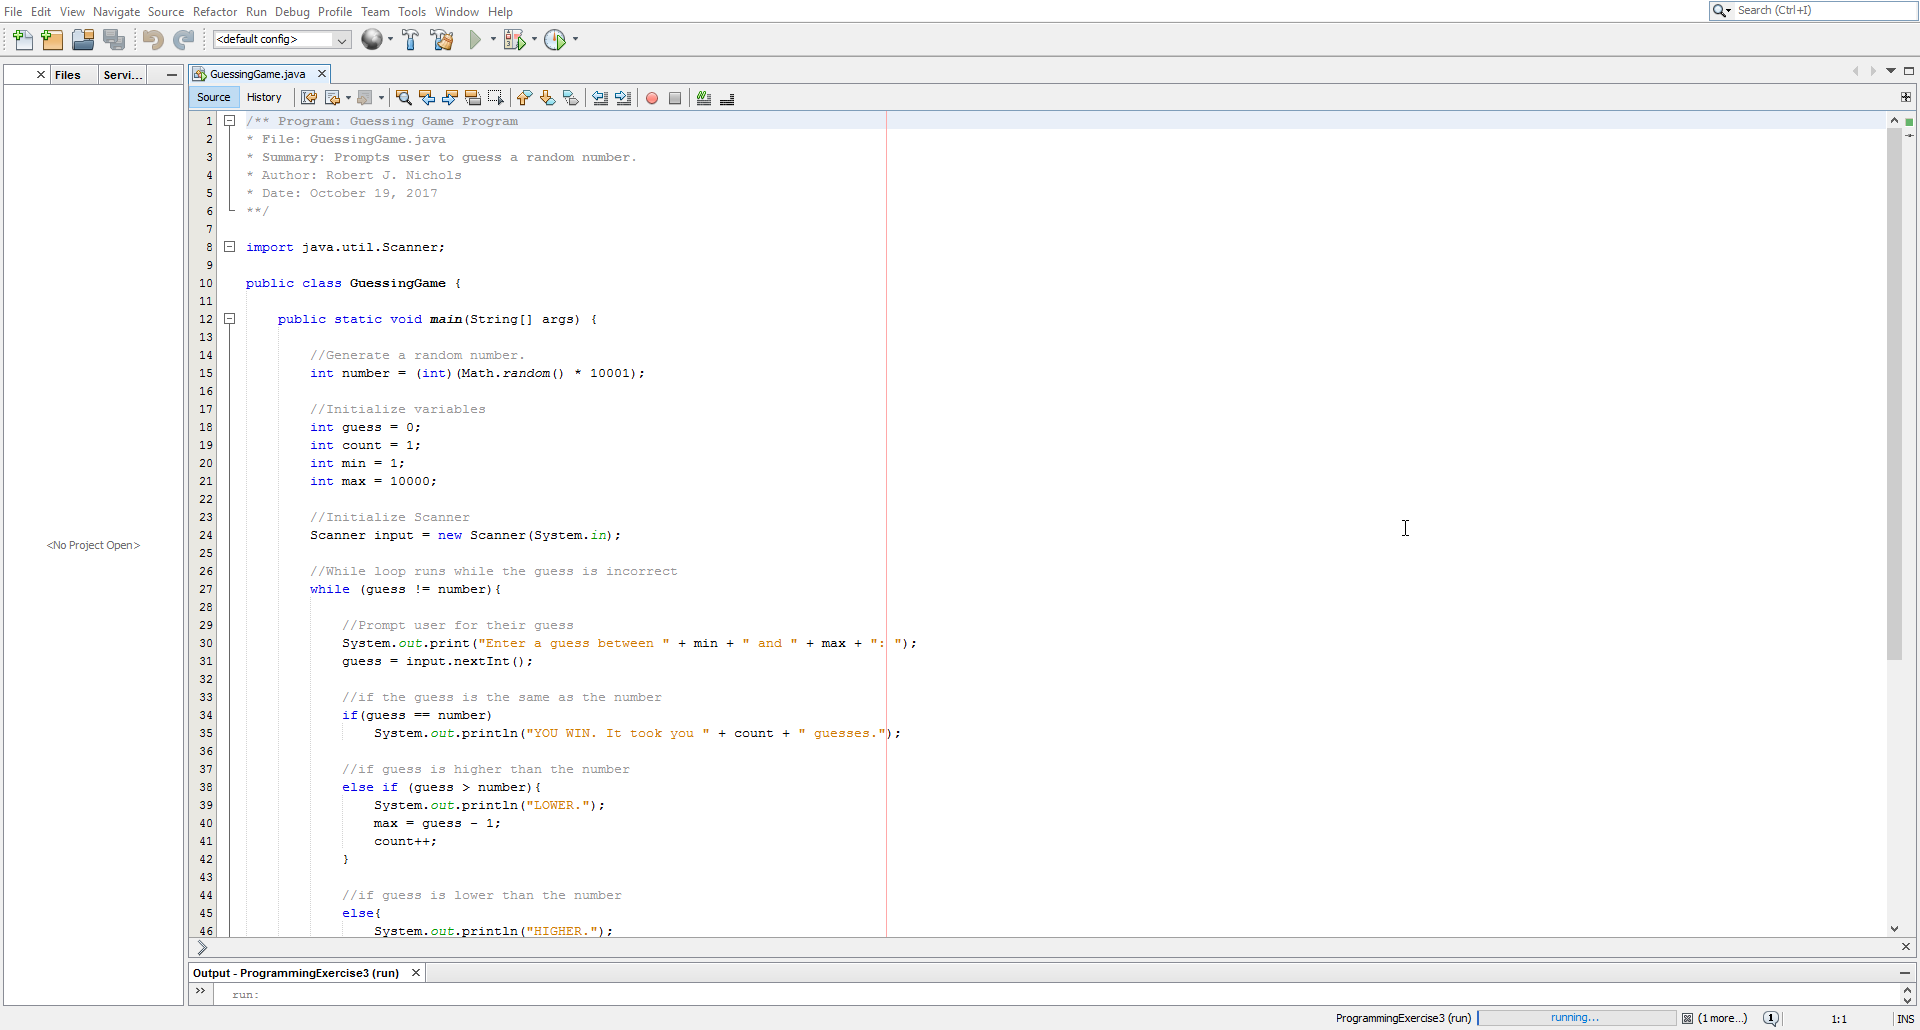 File Edit View Navigate Source Refactor Run Debug Profile Team Tools Window Help
Search (Ctrl+I)
<default config>
Files Servi...
GuessingGame.java
Source History
1 /** Program: Guessing Game Program
2 * File: GuessingGame.java
3 * Summary: Prompts user to guess a random number.
4 * Author: Robert J. Nichols
5 * Date: October 19, 2017
6 **/
7
8 import java.util.Scanner;
9
10 public class GuessingGame {
11
12 public static void main(String[] args) {
13
14 //Generate a random number.
15 int number = (int)(Math.random() * 10001);
16
17 //Initialize variables
18 int guess = 0;
19 int count = 1;
20 int min = 1;
21 int max = 10000;
22
23 //Initialize Scanner
24 Scanner input = new Scanner(System.in);
25
26 //While loop runs while the guess is incorrect
27 while (guess != number){
28
29 //Prompt user for their guess
30 System.out.print("Enter a guess between " + min + " and " + max + ": ");
31 guess = input.nextInt();
32
33 //if the guess is the same as the number
34 if(guess == number)
35 System.out.println("YOU WIN. It took you " + count + " guesses.");
36
37 //if guess is higher than the number
38 else if (guess > number){
39 System.out.println("LOWER.");
40 max = guess - 1;
41 count++;
42 }
43
44 //if guess is lower than the number
45 else{
46 System.out.println("HIGHER.");
<No Project Open>
Output - ProgrammingExercise3 (run)
run:
ProgrammingExercise3 (run) running... (1 more...) 1 1:1 INS